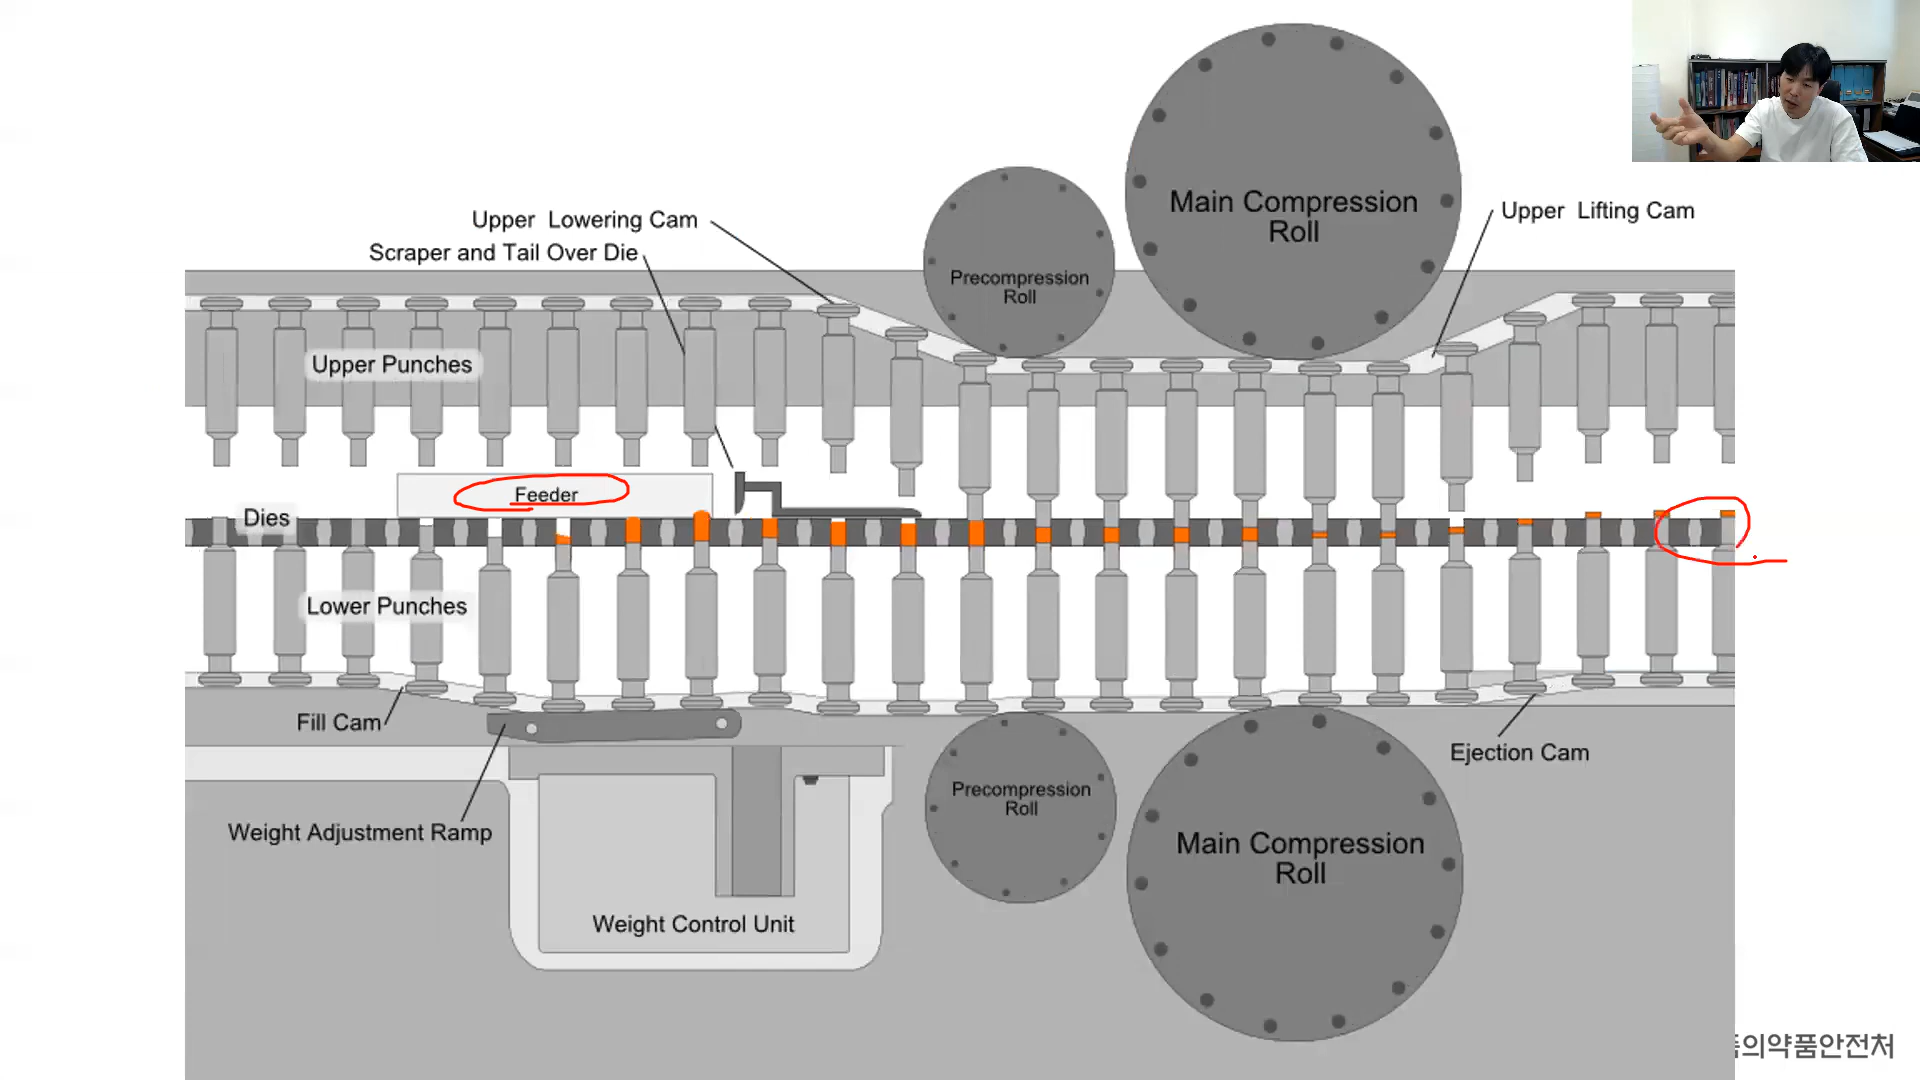 Main Compression
Roll
Upper Lowering Cam
Scraper and Tail Over Die
Upper Lifting Cam
Precompression
Roll
Upper Punches
Feeder
Dies
Lower Punches
Fill Cam
Ejection Cam
Weight Adjustment Ramp
Precompression
Roll
Main Compression
Roll
Weight Control Unit
의약품안전처